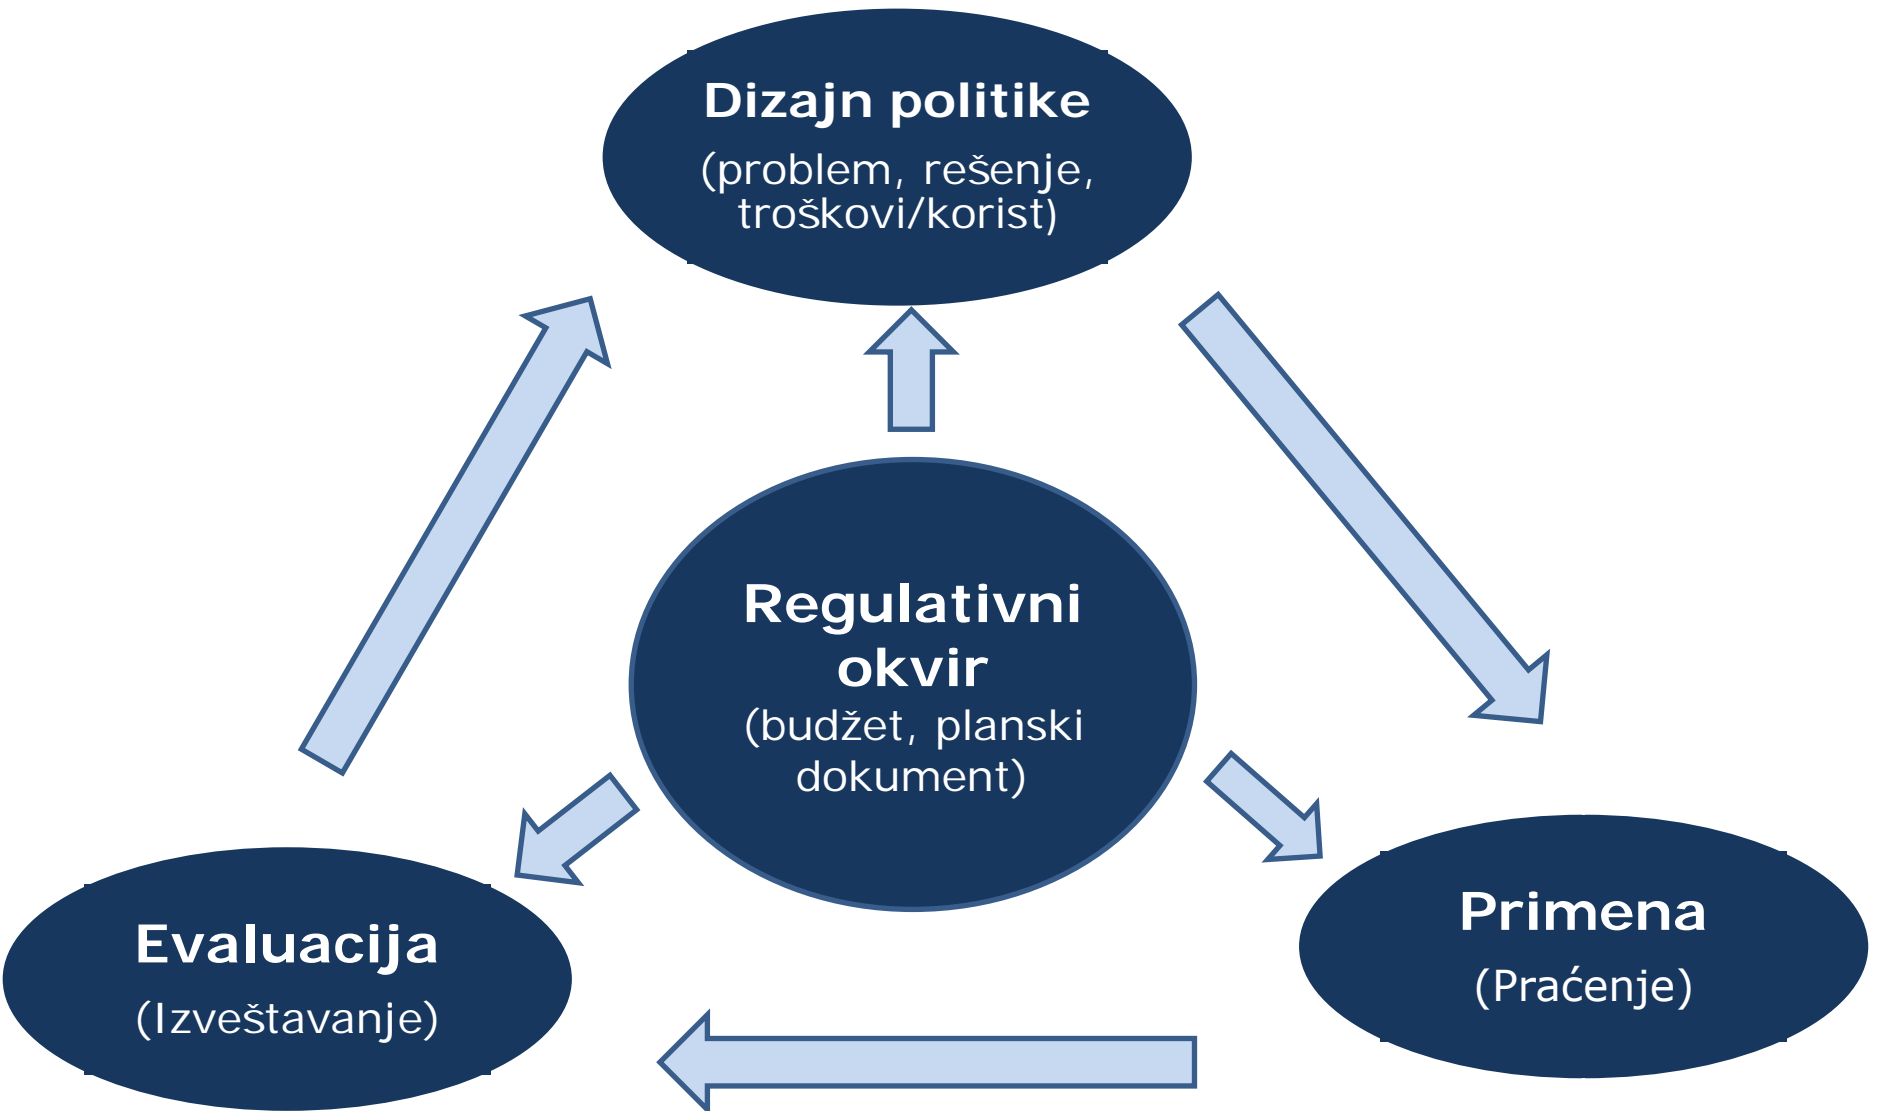 Dizajn politike
(problem, rešenje,
troškovi/korist)
Regulativni
okvir
(budžet, planski
dokument)
Evaluacija
(Izveštavanje)
Primena
(Praćenje)